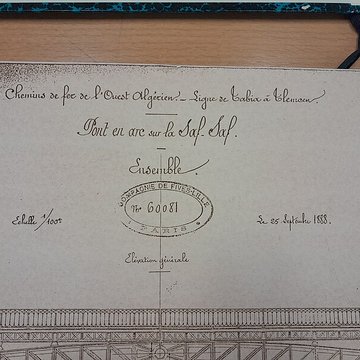 Chemins de fer de l'Ouest Algérien._ Ligne de Tabia à Tlemcen.
Pont en arc sur la Saf-Saf.
Ensemble.
COMPAGNIE DE FIVES-LILLE
No 60081
PARIS
Echelle 1/100e
Le 25 Septembre 1888.
Elévation générale